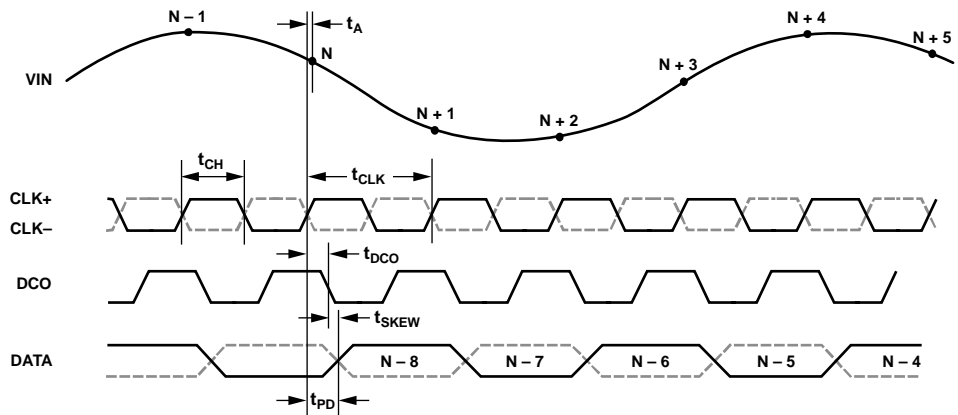 N – 1
tA
N
N + 1
N + 2
N + 3
N + 4
N + 5
VIN
tCH
tCLK
CLK+
CLK–
tDCO
DCO
tSKEW
DATA
N – 8
N – 7
N – 6
N – 5
N – 4
tPD